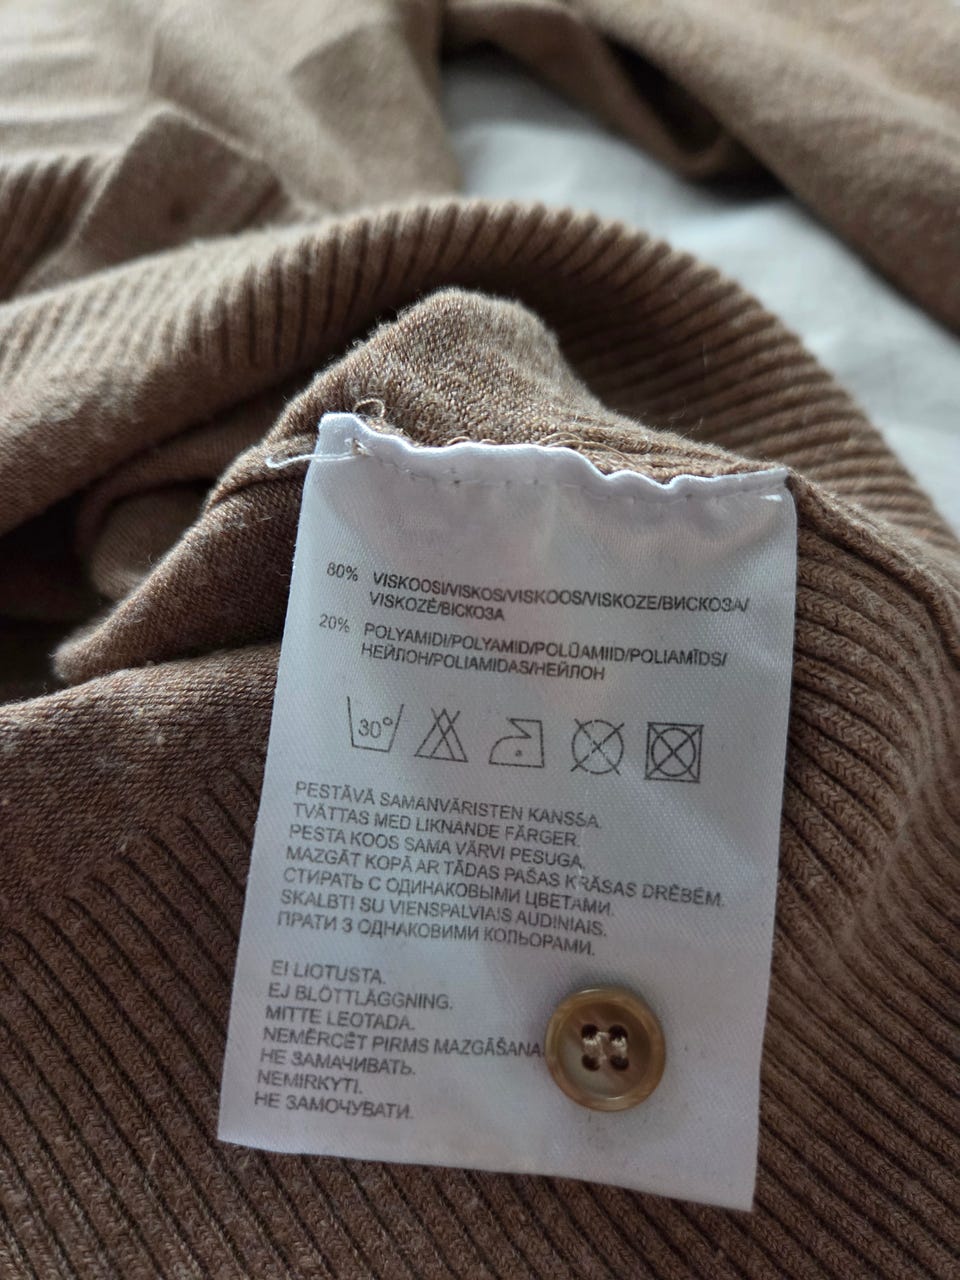 80% VISKOOSI/VISKOS/VISKOOS/VISKOZE/ВИСКОЗА/
VISKOZĖ/ВІСКОЗА
20% POLYAMIDI/POLYAMID/POLÜAMIID/POLIAMĪDS/
НЕЙЛОН/POLIAMIDAS/НЕЙЛОН
30°
PESTÄVÄ SAMANVÄRISTEN KANSSA.
TVÄTTAS MED LIKNANDE FÄRGER.
PESTA KOOS SAMA VÄRVI PESUGA.
MAZGĀT KOPĀ AR TĀDAS PAŠAS KRĀSAS DRĒBĒM.
СТИРАТЬ С ОДИНАКОВЫМИ ЦВЕТАМИ.
SKALBTI SU VIENSPALVIAIS AUDINIAIS.
ПРАТИ З ОДНАКОВИМИ КОЛЬОРАМИ.
EI LIOTUSTA.
EJ BLÖTTLÄGGNING.
MITTE LEOTADA.
NEMĒRCĒT PIRMS MAZGĀŠANA
НЕ ЗАМАЧИВАТЬ.
NEMIRKYTI.
НЕ ЗАМОЧУВАТИ.